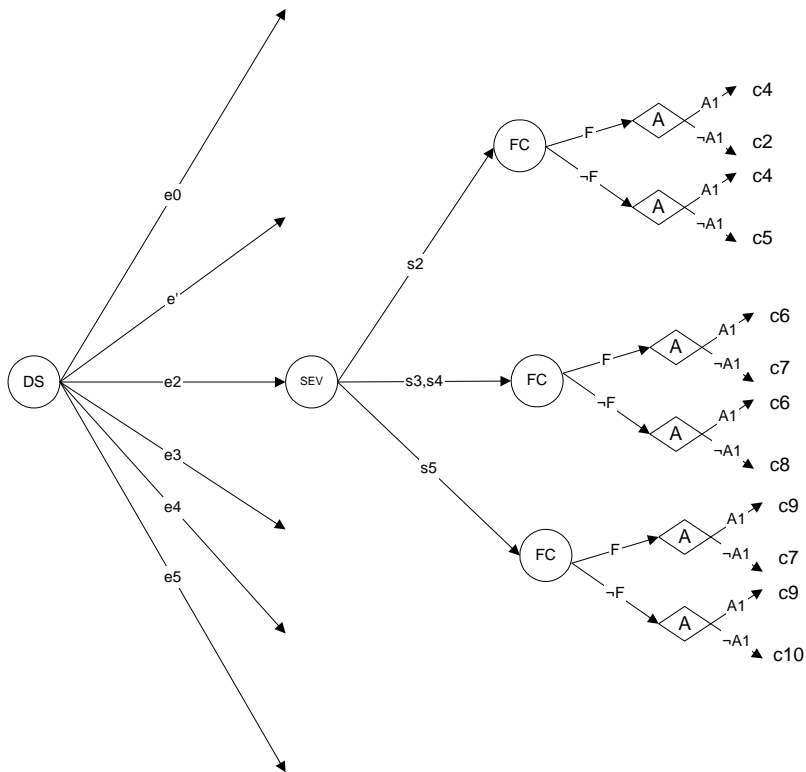 A1 c4
FC F A
¬A1 c2
e0 ¬F A1 c4
A
¬A1 c5
s2
e'
A1 c6
F A
¬A1 c7
DS e2 SEV s3,s4 FC
¬F A1 c6
A
¬A1 c8
e3
s5
e4 A1 c9
F A
FC ¬A1 c7
e5
¬F A1 c9
A
¬A1 c10